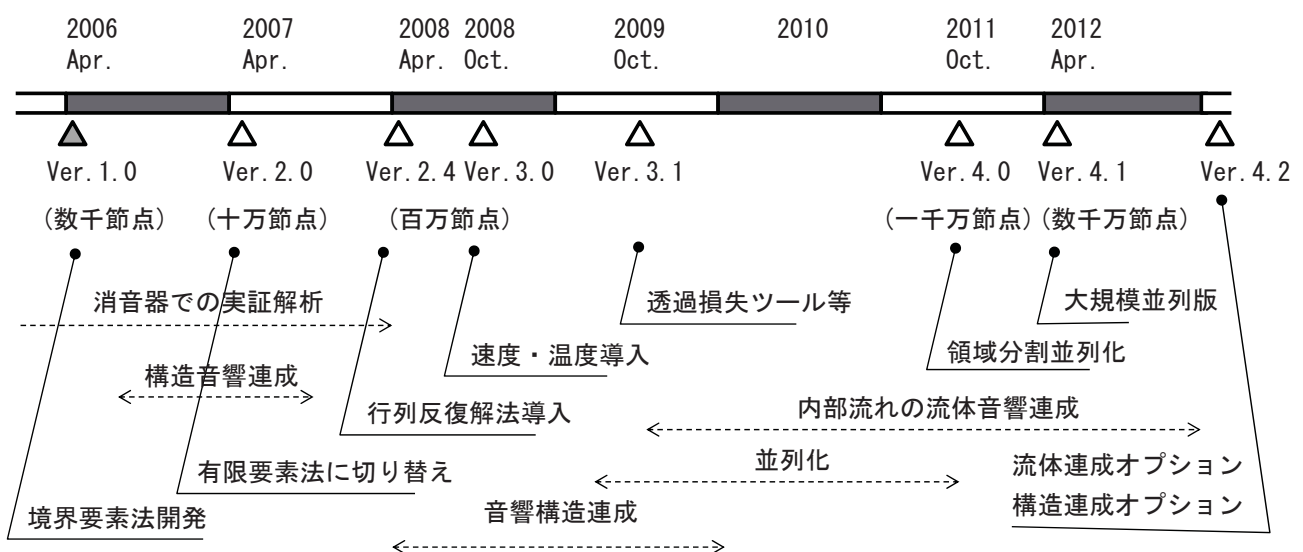 2006 2007 2008 2008 2009 2010 2011 2012
Apr. Apr. Apr. Oct. Oct. Oct. Apr.
Ver.1.0 Ver.2.0 Ver.2.4 Ver.3.0 Ver.3.1 Ver.4.0 Ver.4.1 Ver.4.2
(数千節点) (十万節点) (百万節点) (一千万節点) (数千万節点)
消音器での実証解析 透過損失ツール等 大規模並列版
速度・温度導入 領域分割並列化
構造音響連成
行列反復解法導入 内部流れの流体音響連成
有限要素法に切り替え 並列化 流体連成オプション
境界要素法開発 音響構造連成 構造連成オプション